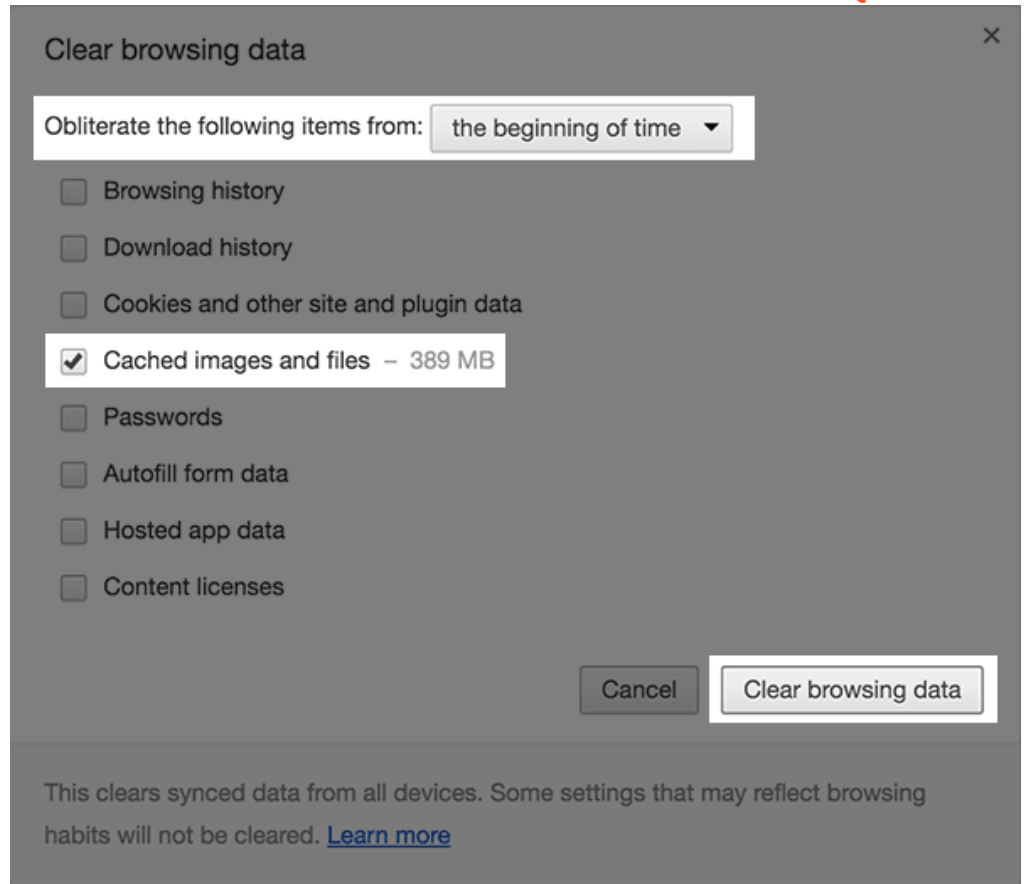 Clear browsing data
Obliterate the following items from: the beginning of time
Browsing history
Download history
Cookies and other site and plugin data
Cached images and files – 389 MB
Passwords
Autofill form data
Hosted app data
Content licenses
Cancel Clear browsing data
This clears synced data from all devices. Some settings that may reflect browsing
habits will not be cleared. Learn more